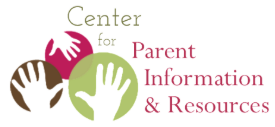 Center
for
Parent
Information
& Resources